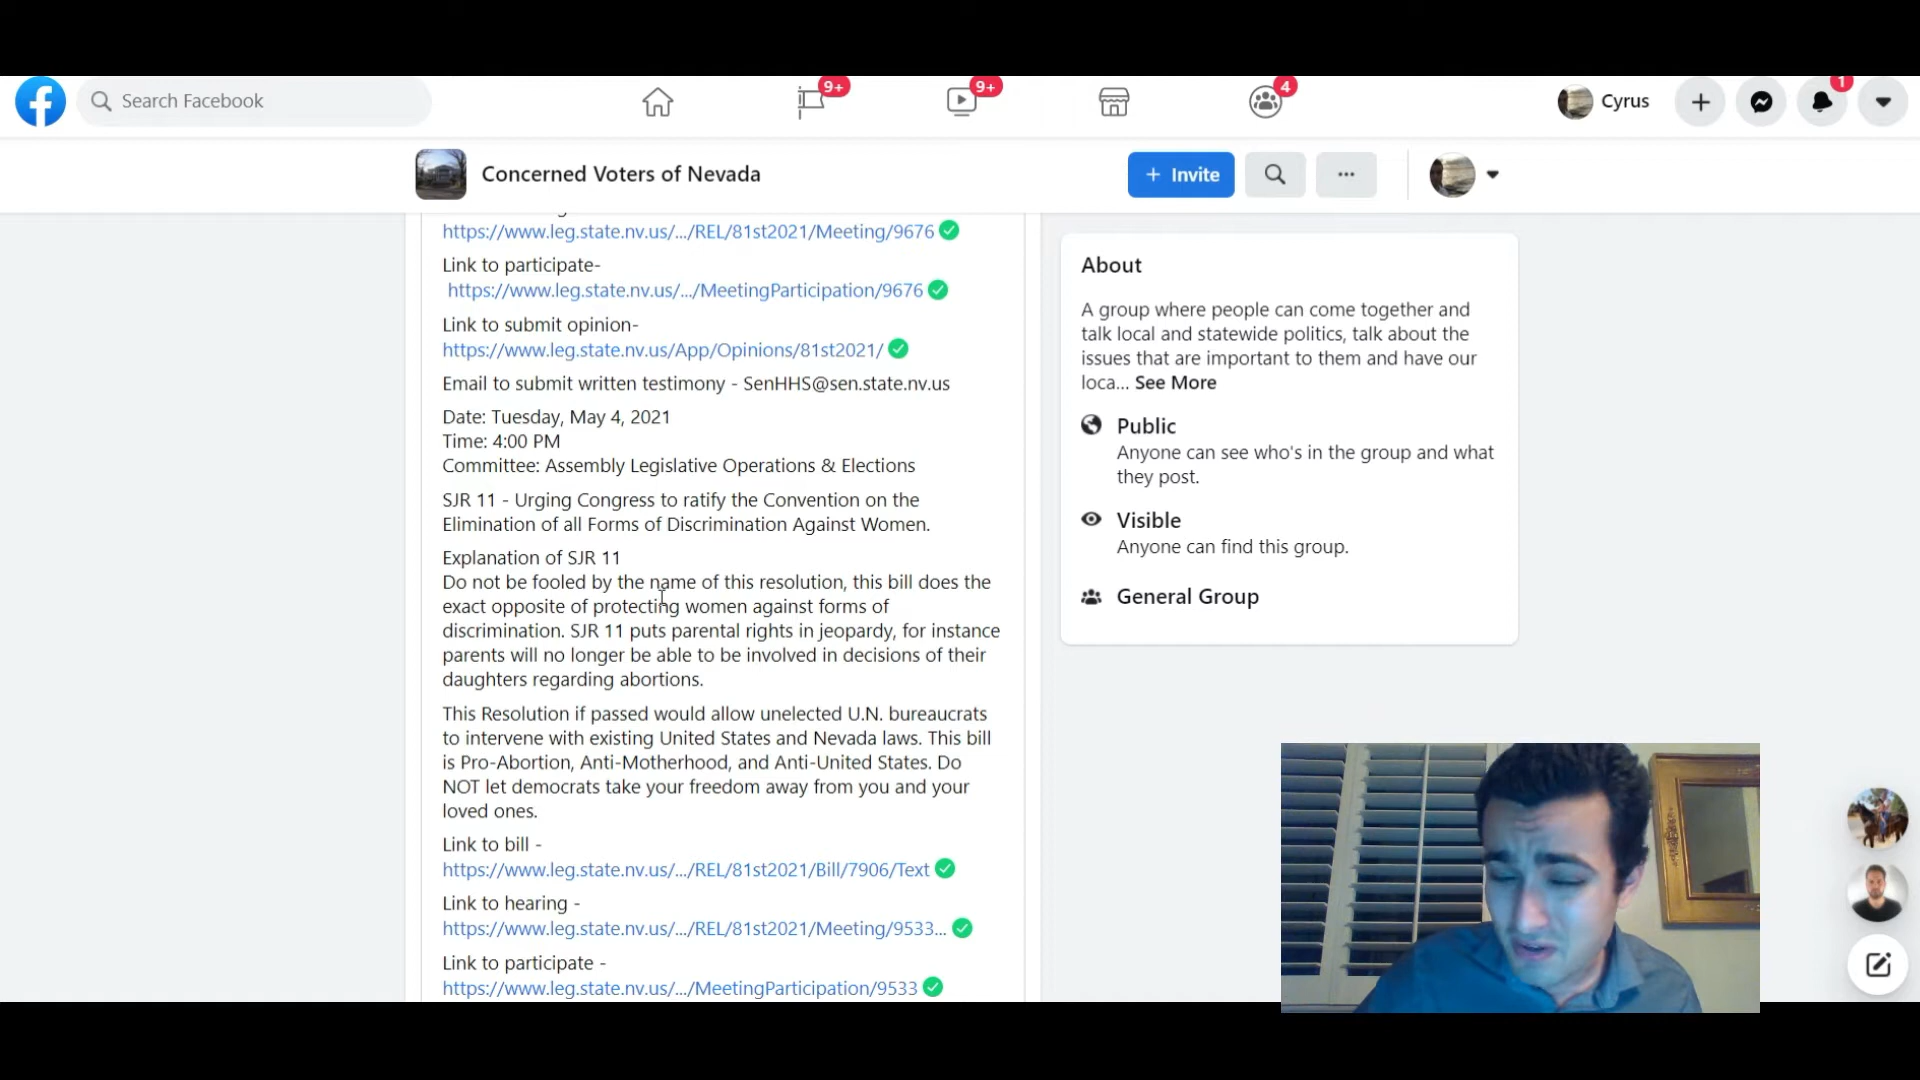 Search Facebook
9+
9+
4
Cyrus
1
Concerned Voters of Nevada
+ Invite
https://www.leg.state.nv.us/.../REL/81st2021/Meeting/9676
Link to participate-
https://www.leg.state.nv.us/.../MeetingParticipation/9676
Link to submit opinion-
https://www.leg.state.nv.us/App/Opinions/81st2021/
Email to submit written testimony - SenHHS@sen.state.nv.us
Date: Tuesday, May 4, 2021
Time: 4:00 PM
Committee: Assembly Legislative Operations & Elections
SJR 11 - Urging Congress to ratify the Convention on the
Elimination of all Forms of Discrimination Against Women.
Explanation of SJR 11
Do not be fooled by the name of this resolution, this bill does the
exact opposite of protecting women against forms of
discrimination. SJR 11 puts parental rights in jeopardy, for instance
parents will no longer be able to be involved in decisions of their
daughters regarding abortions.
This Resolution if passed would allow unelected U.N. bureaucrats
to intervene with existing United States and Nevada laws. This bill
is Pro-Abortion, Anti-Motherhood, and Anti-United States. Do
NOT let democrats take your freedom away from you and your
loved ones.
Link to bill -
https://www.leg.state.nv.us/.../REL/81st2021/Bill/7906/Text
Link to hearing -
https://www.leg.state.nv.us/.../REL/81st2021/Meeting/9533...
Link to participate -
https://www.leg.state.nv.us/.../MeetingParticipation/9533
About
A group where people can come together and
talk local and statewide politics, talk about the
issues that are important to them and have our
loca... See More
Public
Anyone can see who's in the group and what
they post.
Visible
Anyone can find this group.
General Group